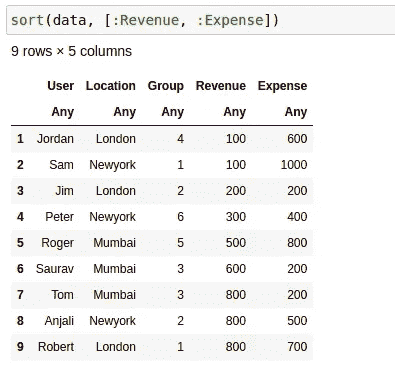 sort(data, [:Revenue, :Expense])
9 rows × 5 columns
User Location Group Revenue Expense
Any Any Any Any Any
1 Jordan London 4 100 600
2 Sam Newyork 1 100 1000
3 Jim London 2 200 200
4 Peter Newyork 6 300 400
5 Roger Mumbai 5 500 800
6 Saurav Mumbai 3 600 200
7 Tom Mumbai 3 800 200
8 Anjali Newyork 2 800 500
9 Robert London 1 800 700